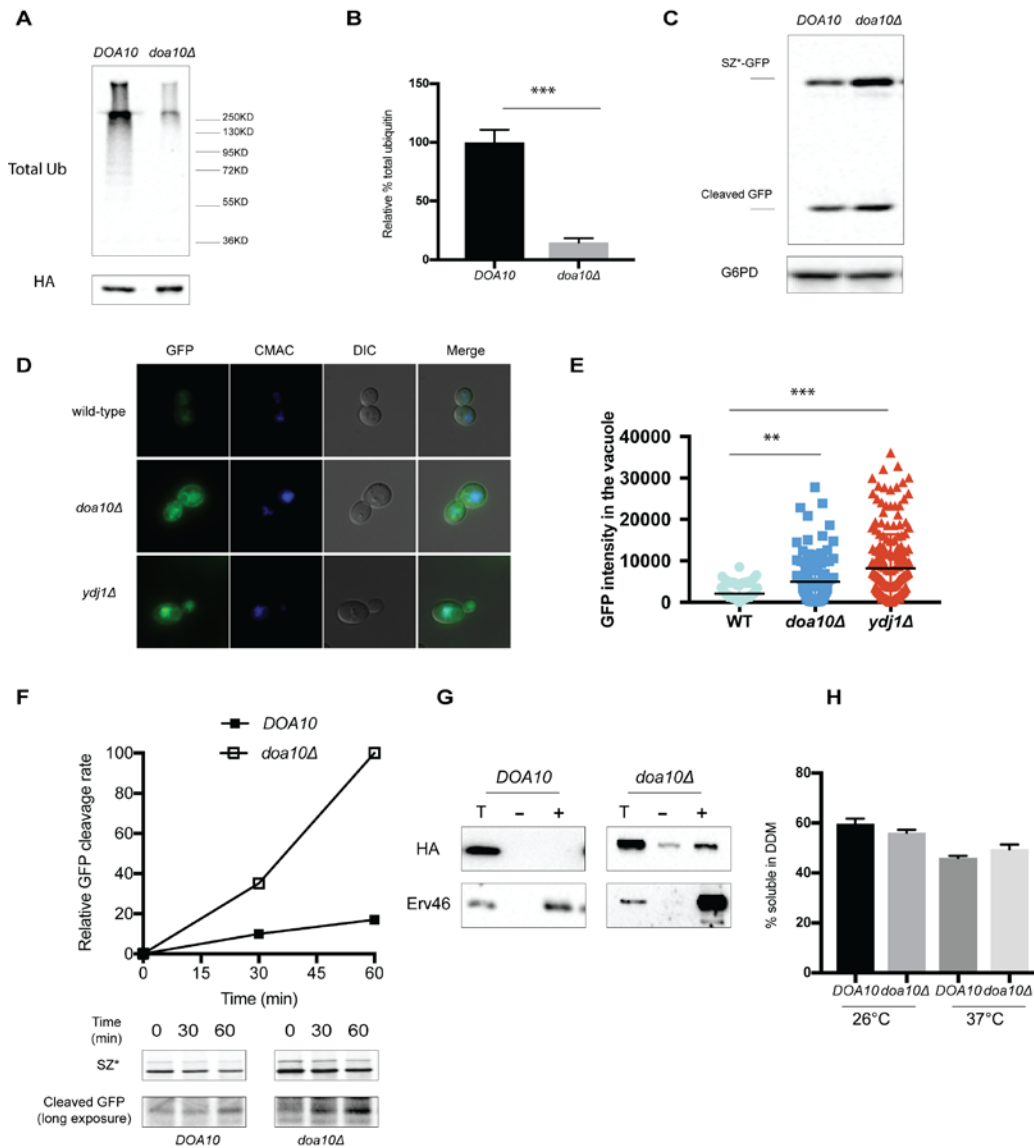 A
DOA10 doa10Δ
Total Ub
250KD
130KD
95KD
72KD
55KD
36KD
HA
B
Relative % total ubiquitin
150
100
50
0
***
DOA10 doa10Δ
C
DOA10 doa10Δ
SZ*-GFP
Cleaved GFP
G6PD
D
GFP CMAC DIC Merge
wild-type
doa10Δ
ydj1Δ
E
GFP intensity in the vacuole
40000
30000
20000
10000
0
***
**
WT doa10Δ ydj1Δ
F
DOA10
doa10Δ
Relative GFP cleavage rate
100
80
60
40
20
0
0 15 30 45 60
Time (min)
Time
(min)
0 30 60 0 30 60
SZ*
Cleaved GFP
(long exposure)
DOA10 doa10Δ
G
DOA10 doa10Δ
T - + T - +
HA
Erv46
H
% soluble in DDM
80
60
40
20
0
DOA10 doa10Δ DOA10 doa10Δ
26°C 37°C